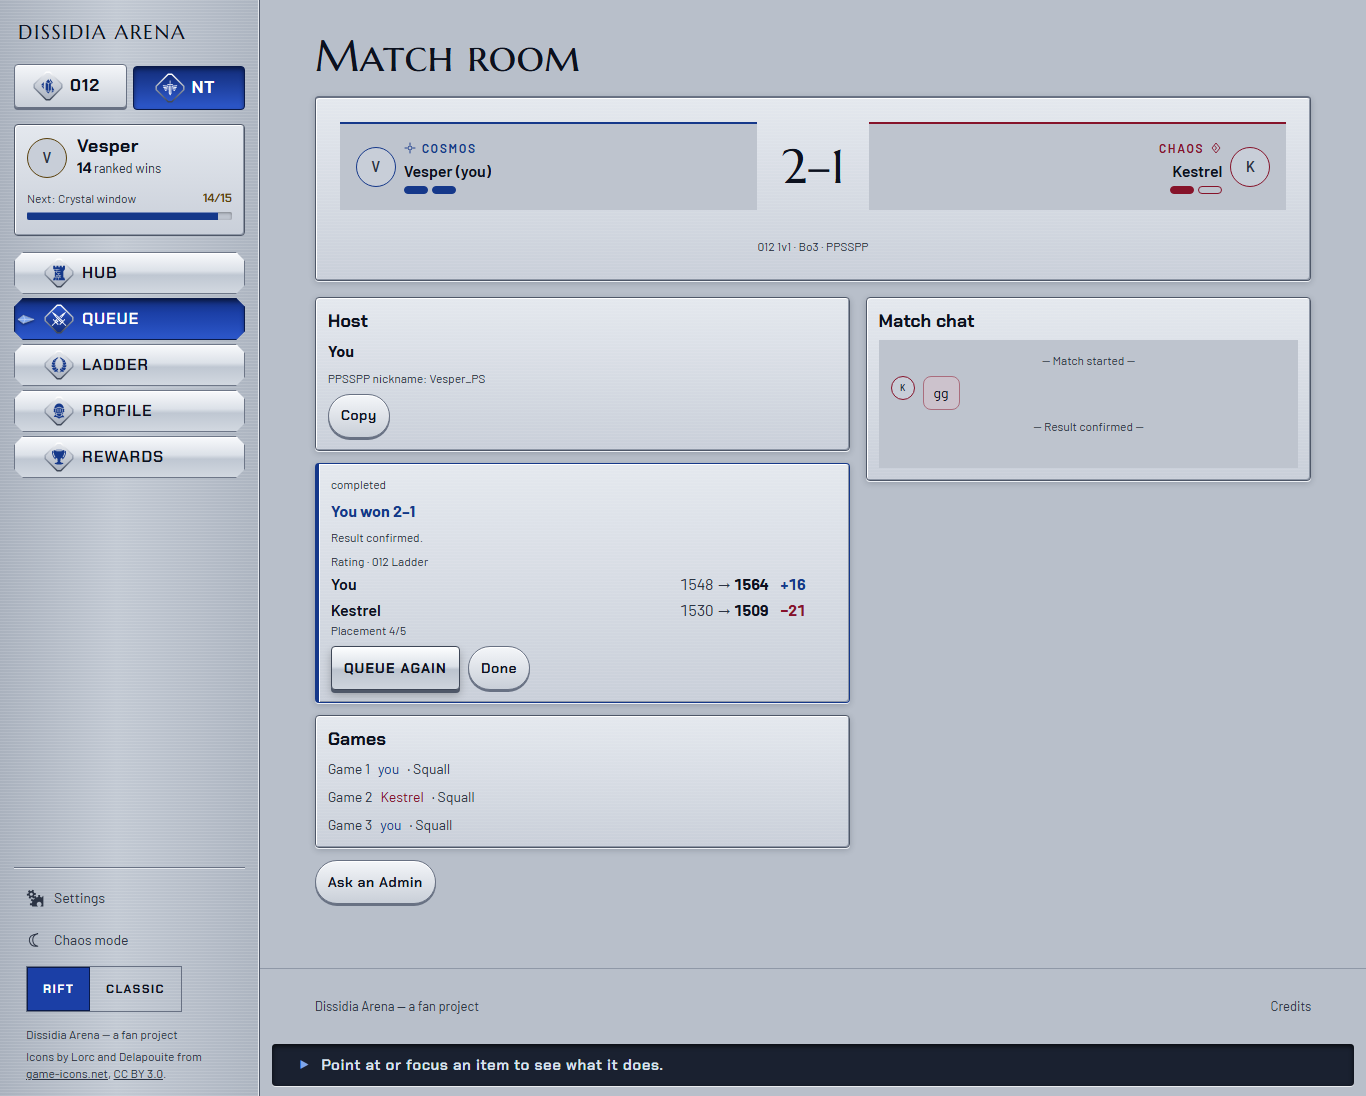 DISSIDIA ARENA
012
NT
V
Vesper
14 ranked wins
Next: Crystal window 14/15
HUB
QUEUE
LADDER
PROFILE
REWARDS
Settings
Chaos mode
RIFT
CLASSIC
Dissidia Arena — a fan project
Icons by Lorc and Delapouite from
game-icons.net, CC BY 3.0.
Match room
V
COSMOS
Vesper (you)
2–1
CHAOS
Kestrel
K
012 1v1 · Bo3 · PPSSPP
Host
You
PPSSPP nickname: Vesper_PS
Copy
completed
You won 2–1
Result confirmed.
Rating · 012 Ladder
You 1548 → 1564 +16
Kestrel 1530 → 1509 −21
Placement 4/5
QUEUE AGAIN
Done
Games
Game 1 you · Squall
Game 2 Kestrel · Squall
Game 3 you · Squall
Ask an Admin
Match chat
— Match started —
K
gg
— Result confirmed —
Dissidia Arena — a fan project
Credits
Point at or focus an item to see what it does.